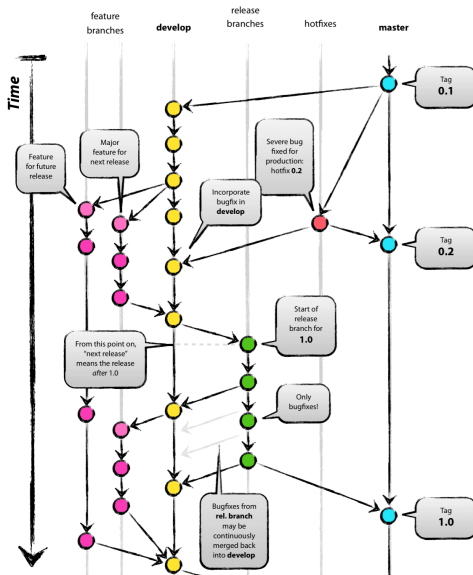 feature
branches
develop
release
branches
hotfixes
master
Time
Tag
0.1
Feature
for future
release
Major
feature for
next release
Severe bug
fixed for
production:
hotfix 0.2
Incorporate
bugfix in
develop
Tag
0.2
Start of
release
branch for
1.0
From this point on,
"next release"
means the release
after 1.0
Only
bugfixes!
Bugfixes from
rel. branch
may be
continuously
merged back
into develop
Tag
1.0